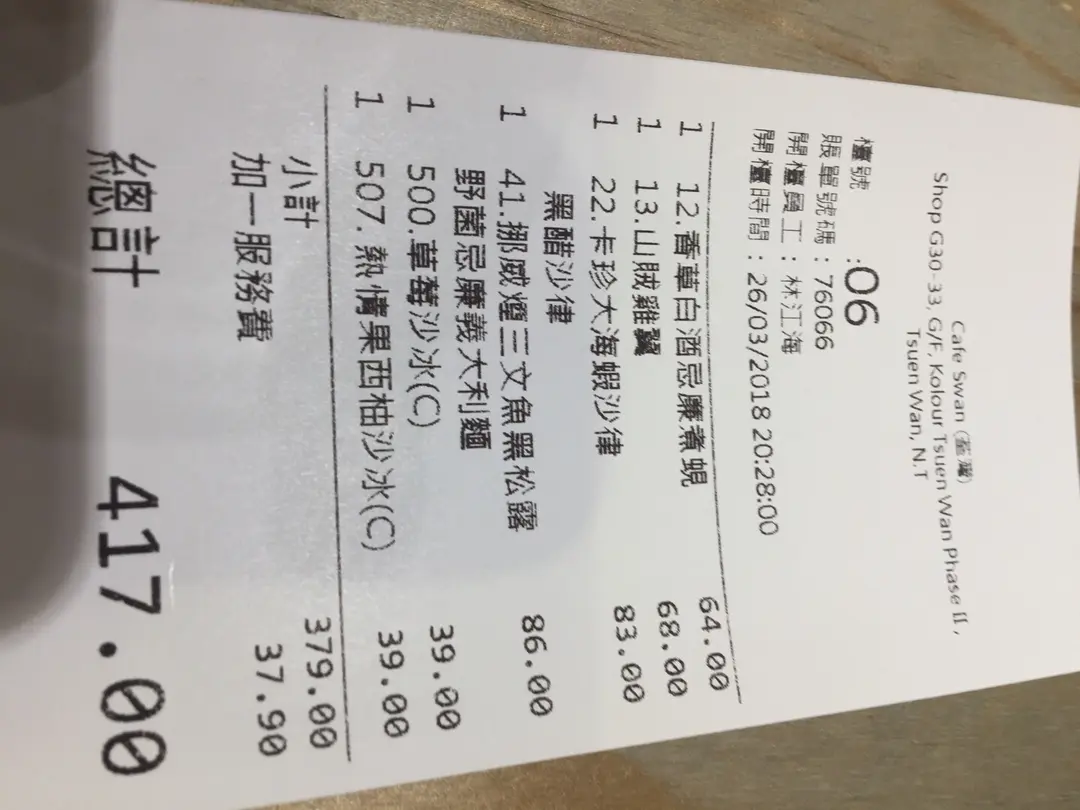 Cafe Swan (荃灣)
Shop G30-33, G/F, Kolour Tsuen Wan Phase II,
Tsuen Wan, N.T
檯號 :06
賬單號碼 : 76066
開檯員工 : 林江海
開檯時間 : 26/03/2018 20:28:00
1 12.香草白酒忌廉煮蜆 64.00
1 13.山賊雞翼 68.00
1 22.卡珍大海蝦沙律 83.00
黑醋沙律
1 41.挪威煙三文魚黑松露 86.00
野菌忌廉義大利麵
1 500.草莓沙冰(C) 39.00
1 507.熱情果西柚沙冰(C) 39.00
小計 379.00
加一服務費 37.90
總計 417.00